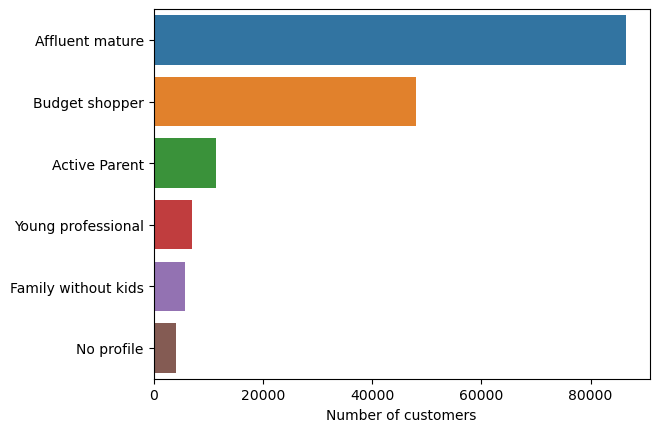 Affluent mature
Budget shopper
Active Parent
Young professional
Family without kids
No profile
0 20000 40000 60000 80000
Number of customers